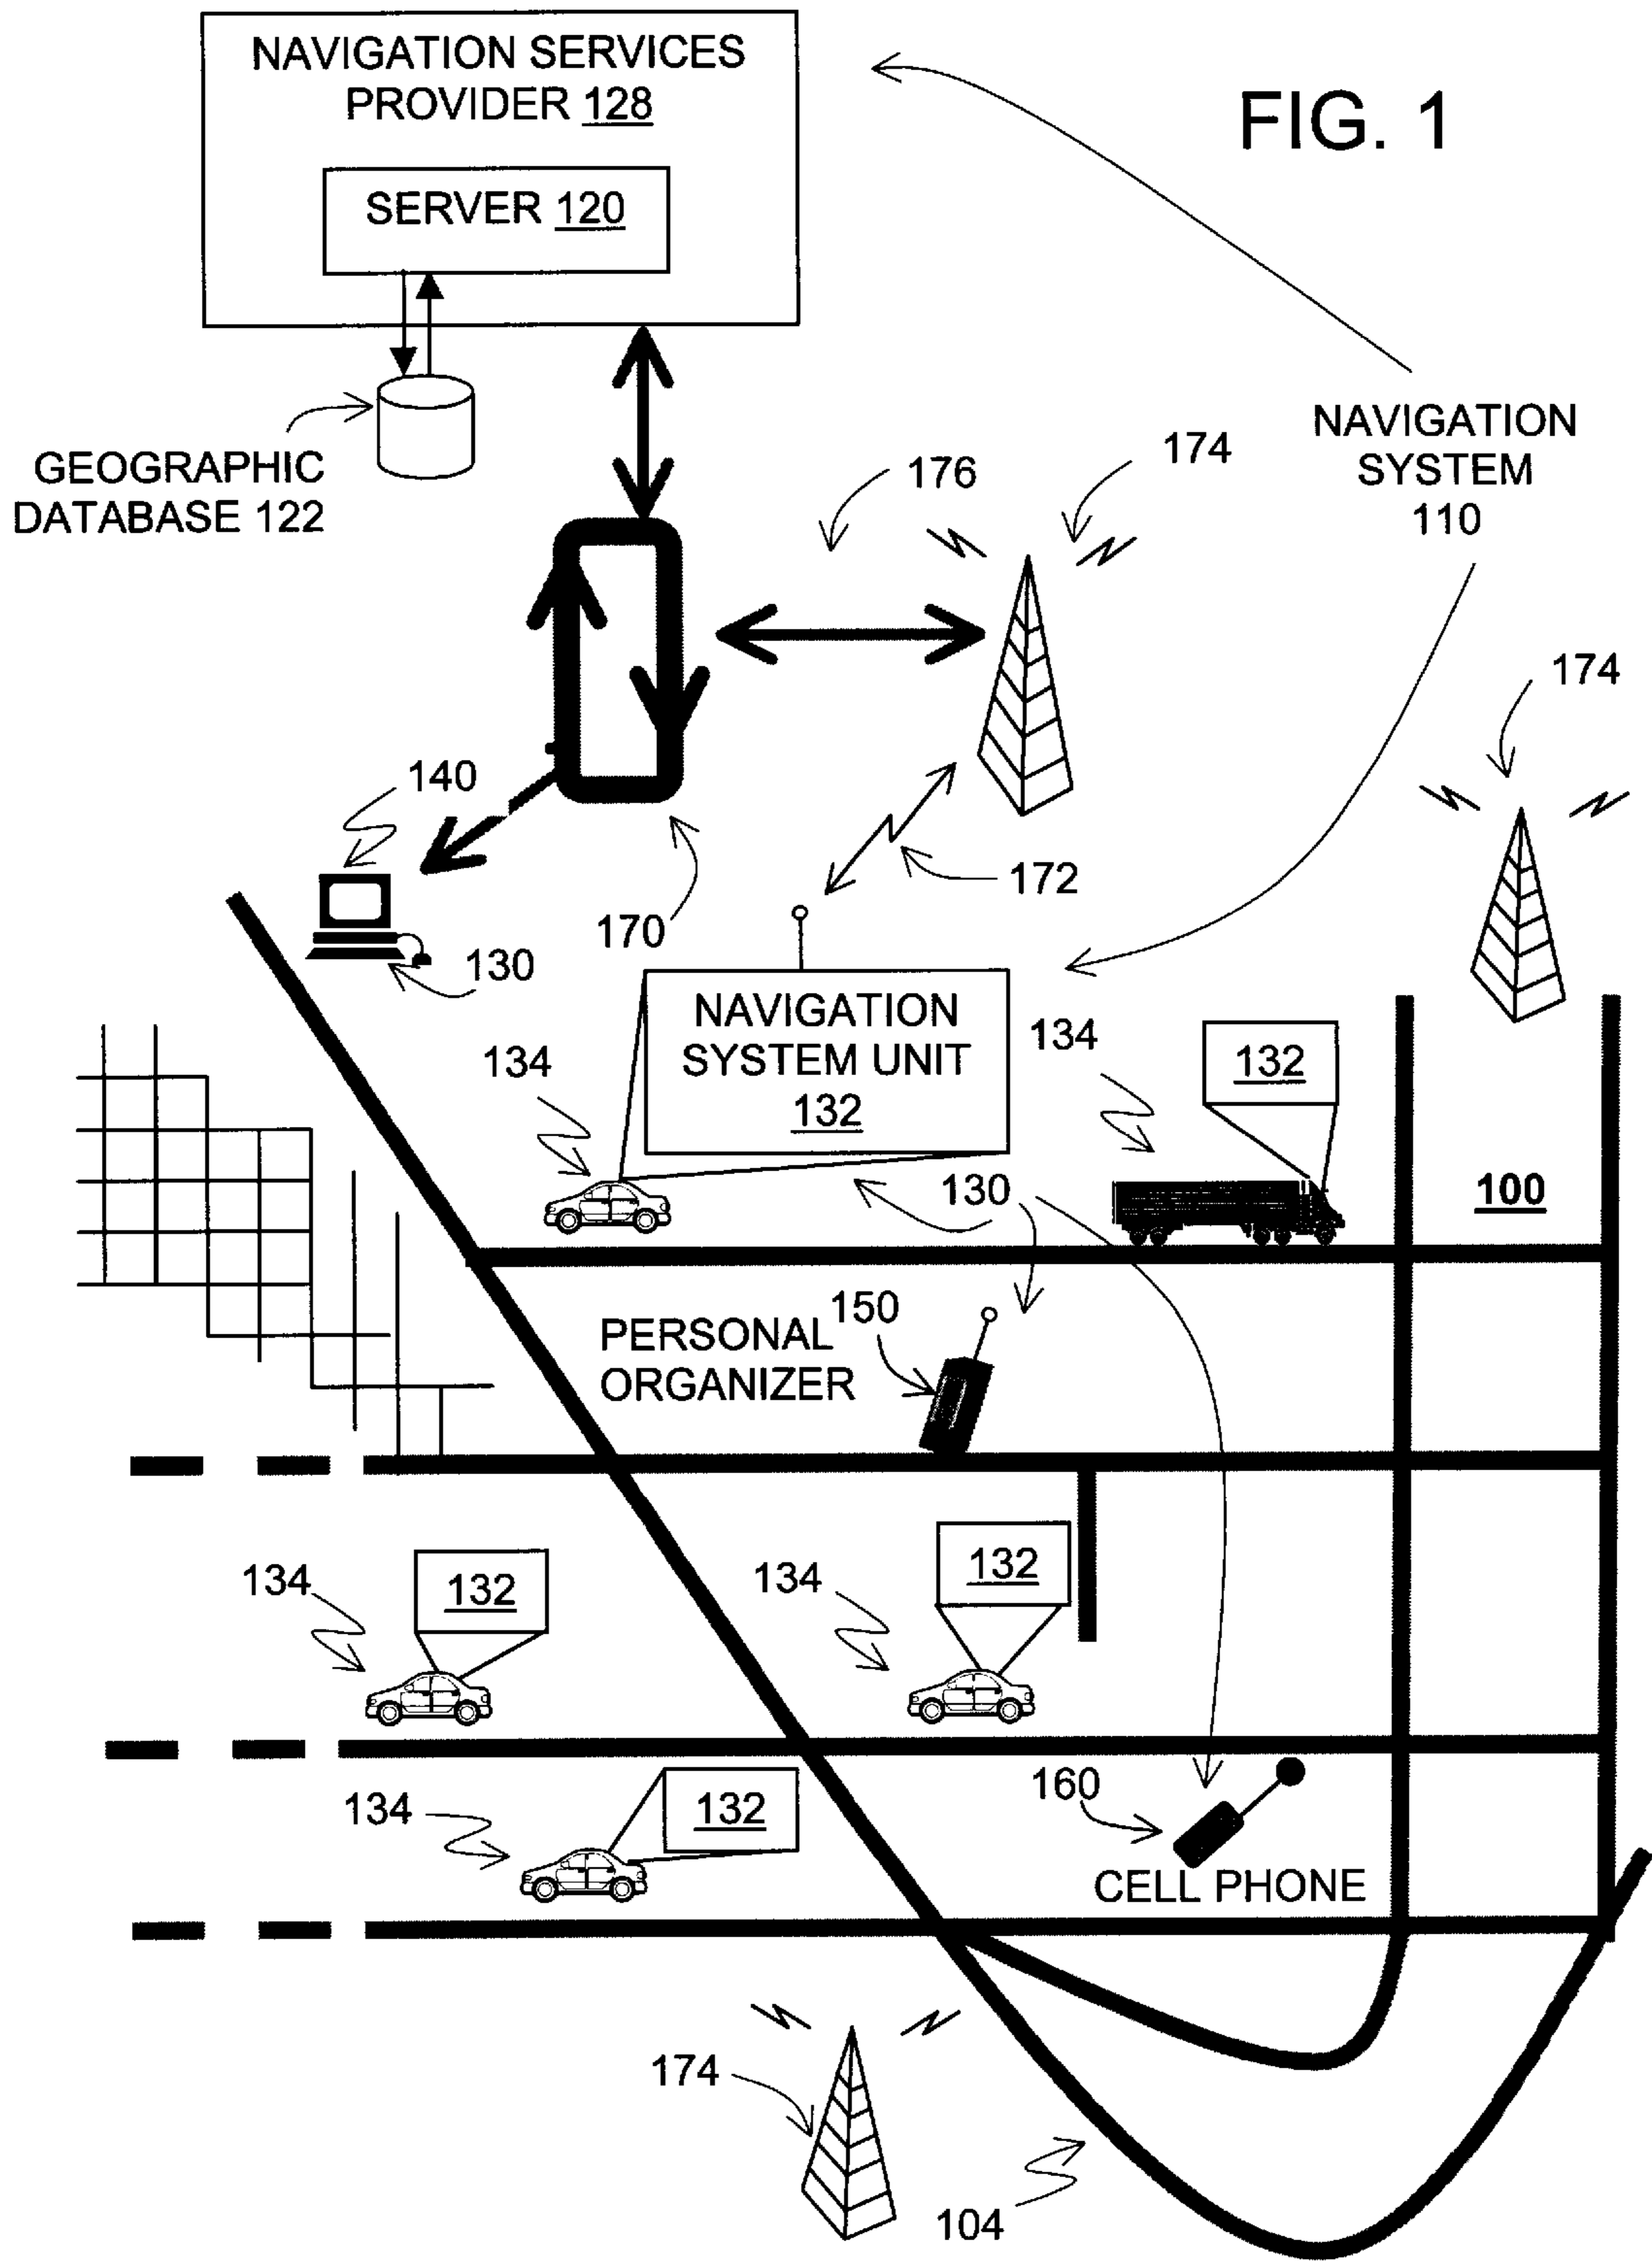 NAVIGATION SERVICES
PROVIDER 128
FIG. 1
SERVER 120
GEOGRAPHIC
DATABASE 122
NAVIGATION
SYSTEM
110
176
174
174
140
172
170
130
NAVIGATION
SYSTEM UNIT
132
134
134
132
130
100
150
PERSONAL
ORGANIZER
134
132
134
132
160
134
132
CELL PHONE
174
104